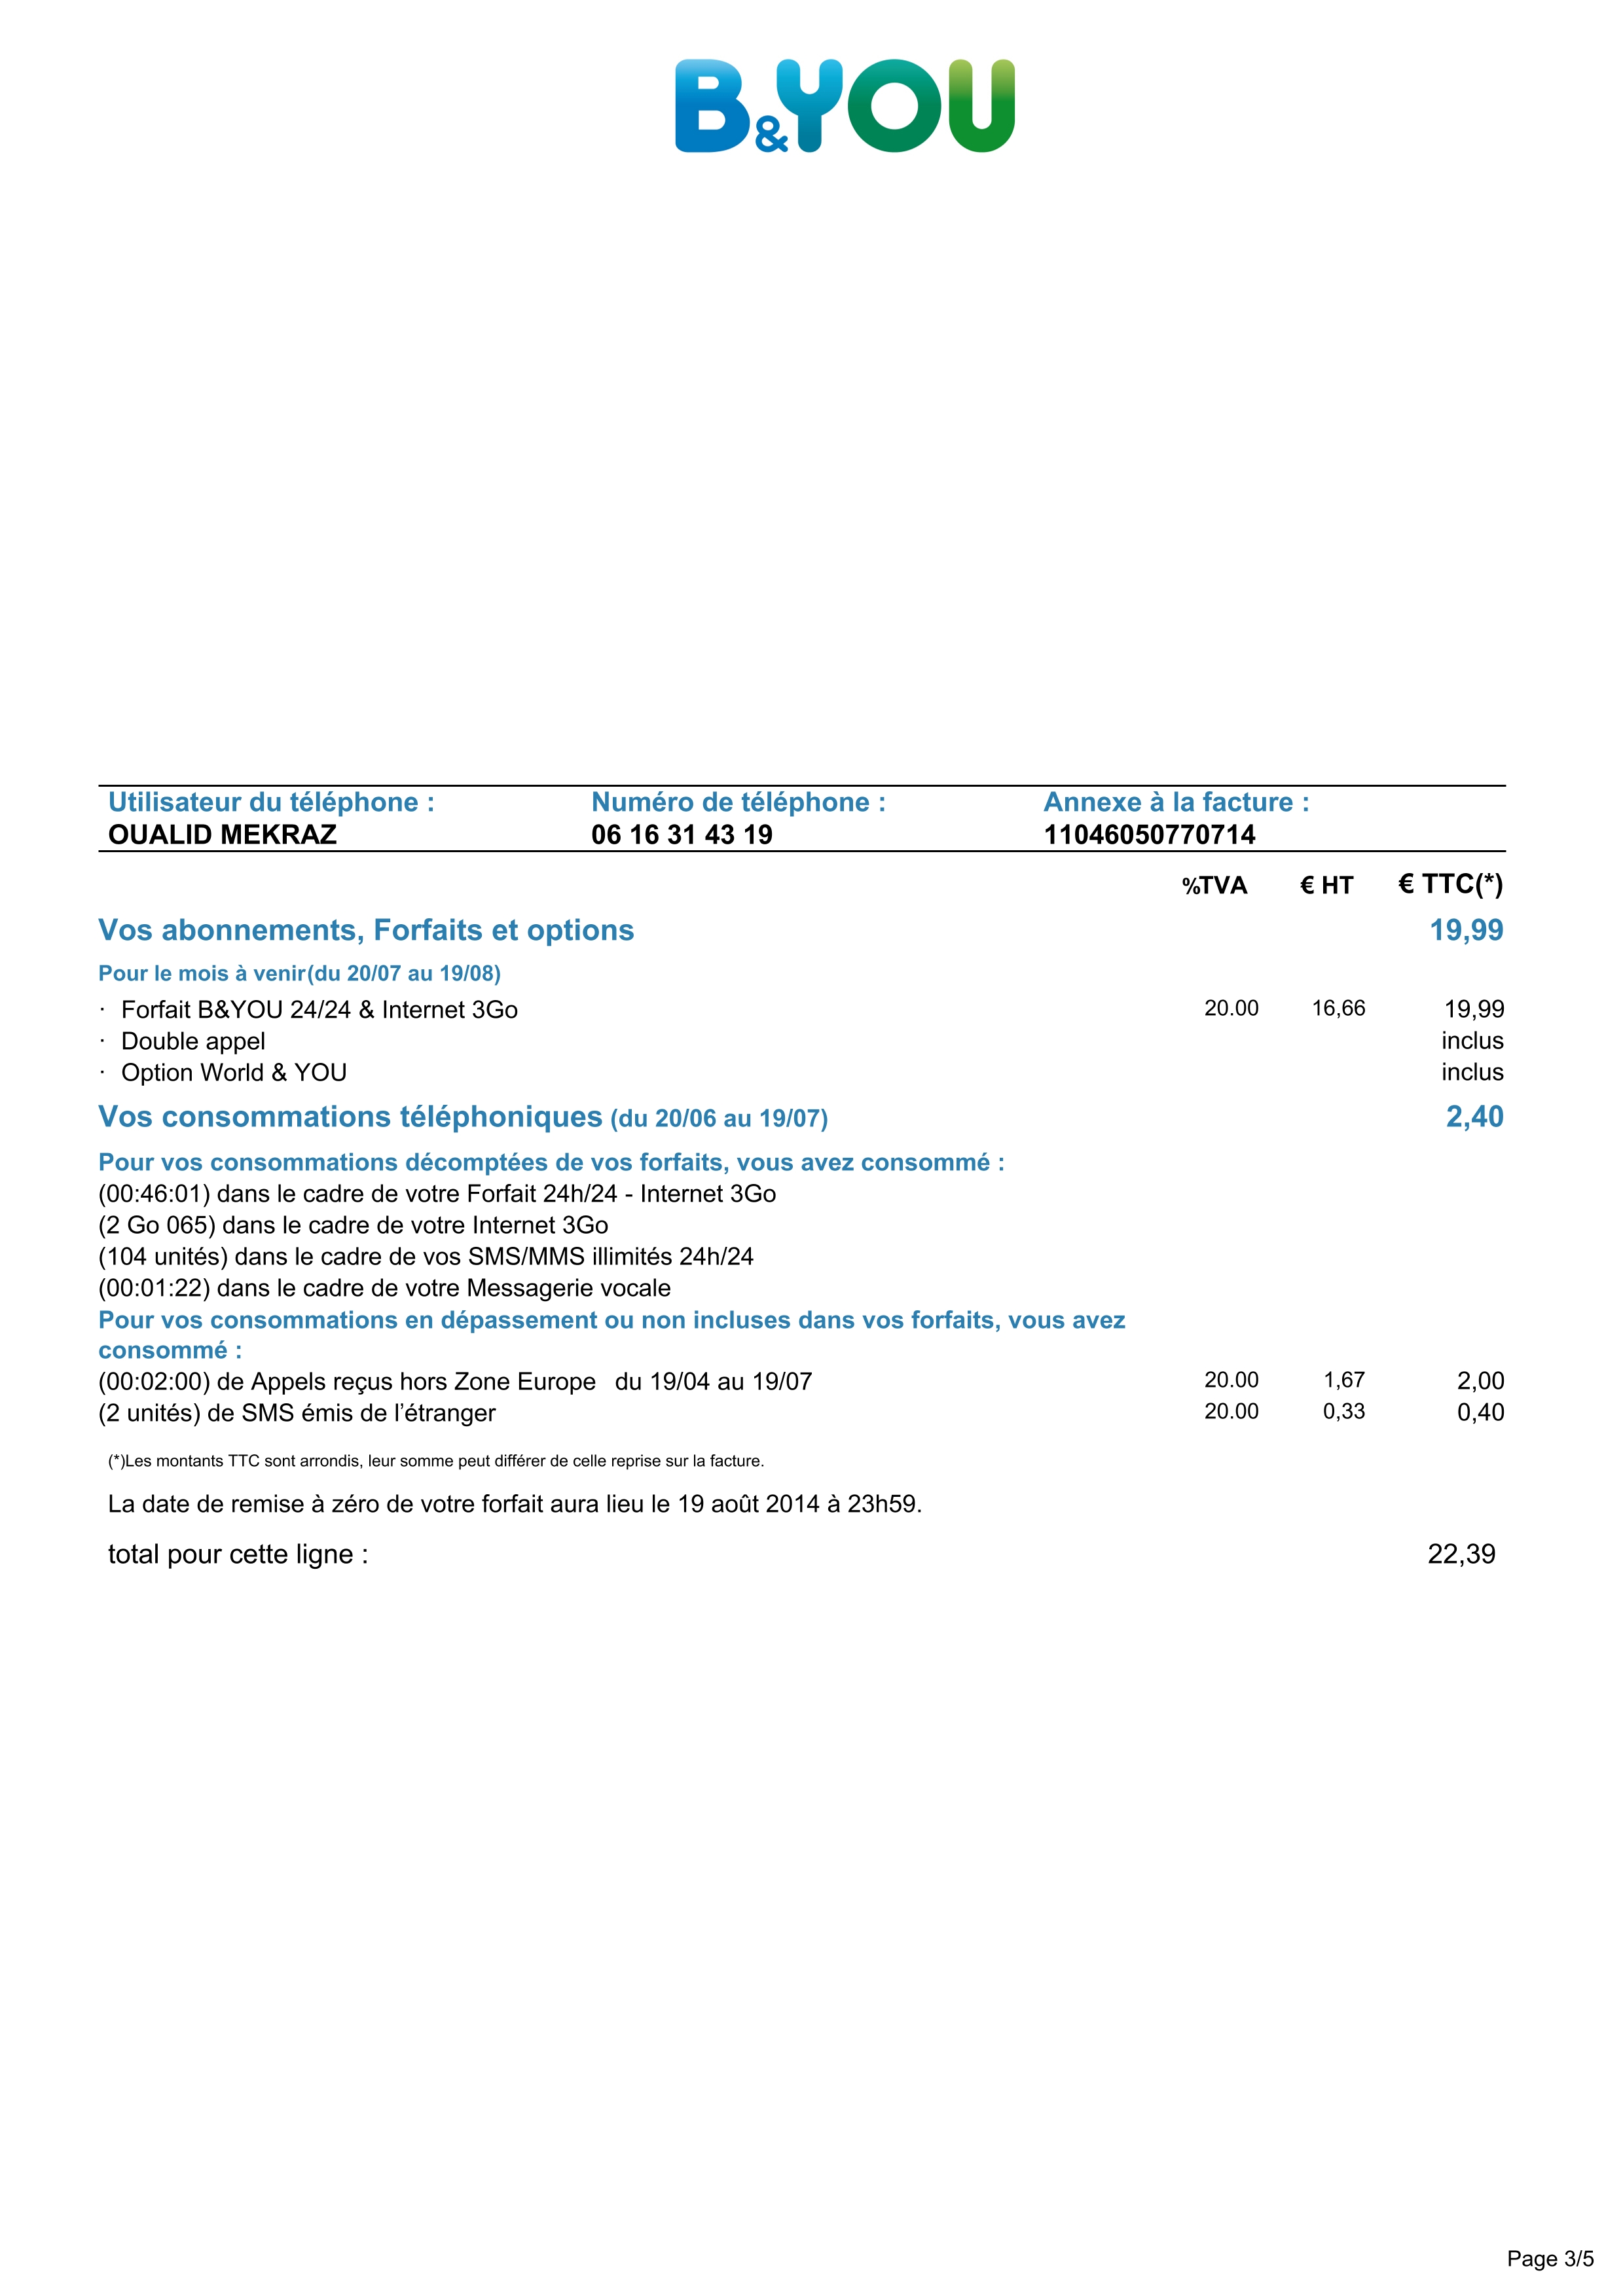 B&YOU
Utilisateur du téléphone : Numéro de téléphone : Annexe à la facture :
OUALID MEKRAZ 06 16 31 43 19 11046050770714
%TVA € HT € TTC(*)
Vos abonnements, Forfaits et options 19,99
Pour le mois à venir(du 20/07 au 19/08)
· Forfait B&YOU 24/24 & Internet 3Go 20.00 16,66 19,99
· Double appel inclus
· Option World & YOU inclus
Vos consommations téléphoniques (du 20/06 au 19/07) 2,40
Pour vos consommations décomptées de vos forfaits, vous avez consommé :
(00:46:01) dans le cadre de votre Forfait 24h/24 - Internet 3Go
(2 Go 065) dans le cadre de votre Internet 3Go
(104 unités) dans le cadre de vos SMS/MMS illimités 24h/24
(00:01:22) dans le cadre de votre Messagerie vocale
Pour vos consommations en dépassement ou non incluses dans vos forfaits, vous avez
consommé :
(00:02:00) de Appels reçus hors Zone Europe du 19/04 au 19/07 20.00 1,67 2,00
(2 unités) de SMS émis de l’étranger 20.00 0,33 0,40
(*)Les montants TTC sont arrondis, leur somme peut différer de celle reprise sur la facture.
La date de remise à zéro de votre forfait aura lieu le 19 août 2014 à 23h59.
total pour cette ligne : 22,39
Page 3/5